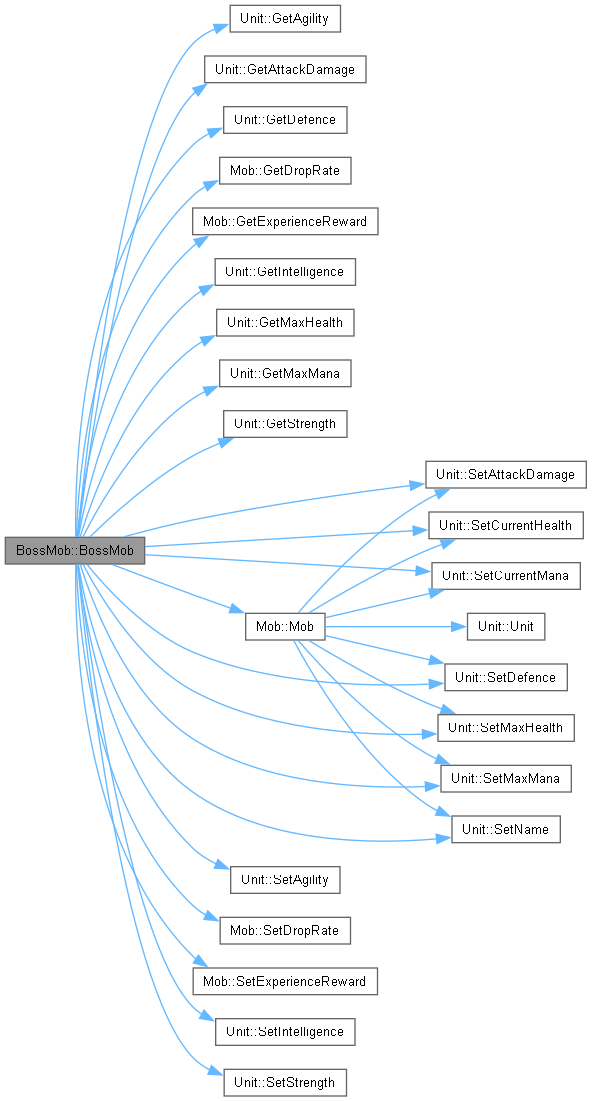 Unit::GetAgility
Unit::GetAttackDamage
Unit::GetDefence
Mob::GetDropRate
Mob::GetExperienceReward
Unit::GetIntelligence
Unit::GetMaxHealth
Unit::GetMaxMana
Unit::GetStrength
Unit::SetAttackDamage
Unit::SetCurrentHealth
BossMob::BossMob
Unit::SetCurrentMana
Mob::Mob
Unit::Unit
Unit::SetDefence
Unit::SetMaxHealth
Unit::SetMaxMana
Unit::SetName
Unit::SetAgility
Mob::SetDropRate
Mob::SetExperienceReward
Unit::SetIntelligence
Unit::SetStrength